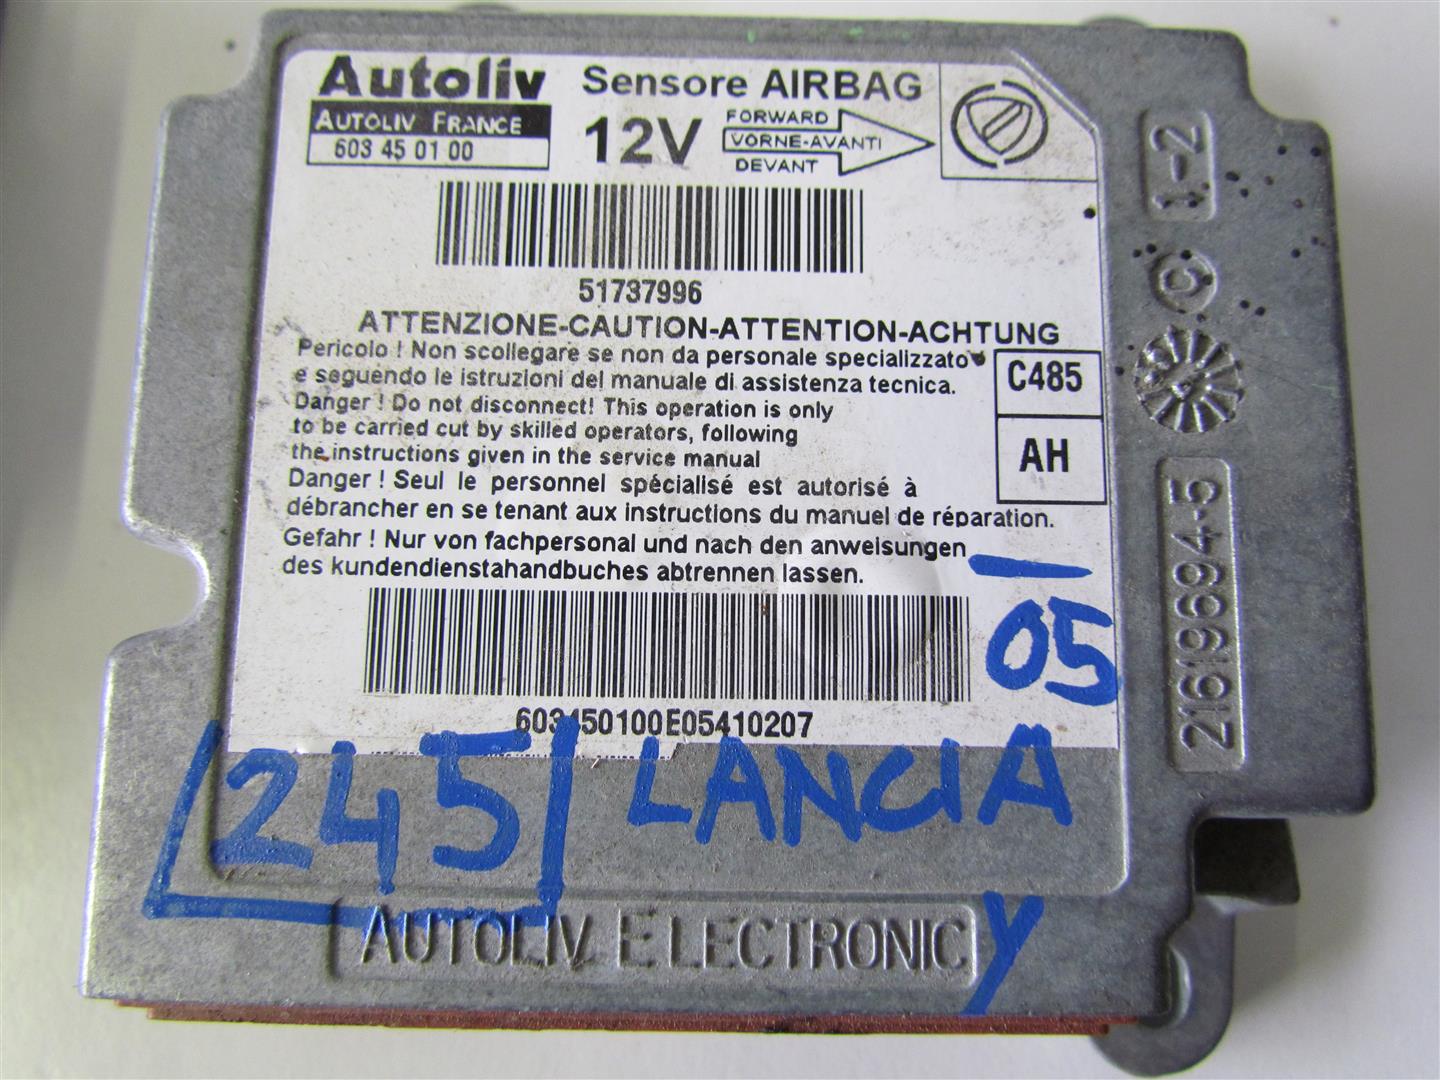 Autoliv Sensore AIRBAG
AUTOLIV FRANCE
603 45 01 00
12V
FORWARD
VORNE-AVANTI
DEVANT
51737996
ATTENZIONE-CAUTION-ATTENTION-ACHTUNG
Pericolo ! Non scollegare se non da personale specializzato
e seguendo le istruzioni del manuale di assistenza tecnica.
Danger ! Do not disconnect! This operation is only
to be carried cut by skilled operators, following
the instructions given in the service manual
Danger ! Seul le personnel spécialisé est autorisé à
débrancher en se tenant aux instructions du manuel de réparation.
Gefahr ! Nur von fachpersonal und nach den anweisungen
des kundendienstahandbuches abtrennen lassen.
C485
AH
603450100E05410207
05
245 LANCIA
Y
AUTOLIV ELECTRONIC
1-2
C
2161969 4-5